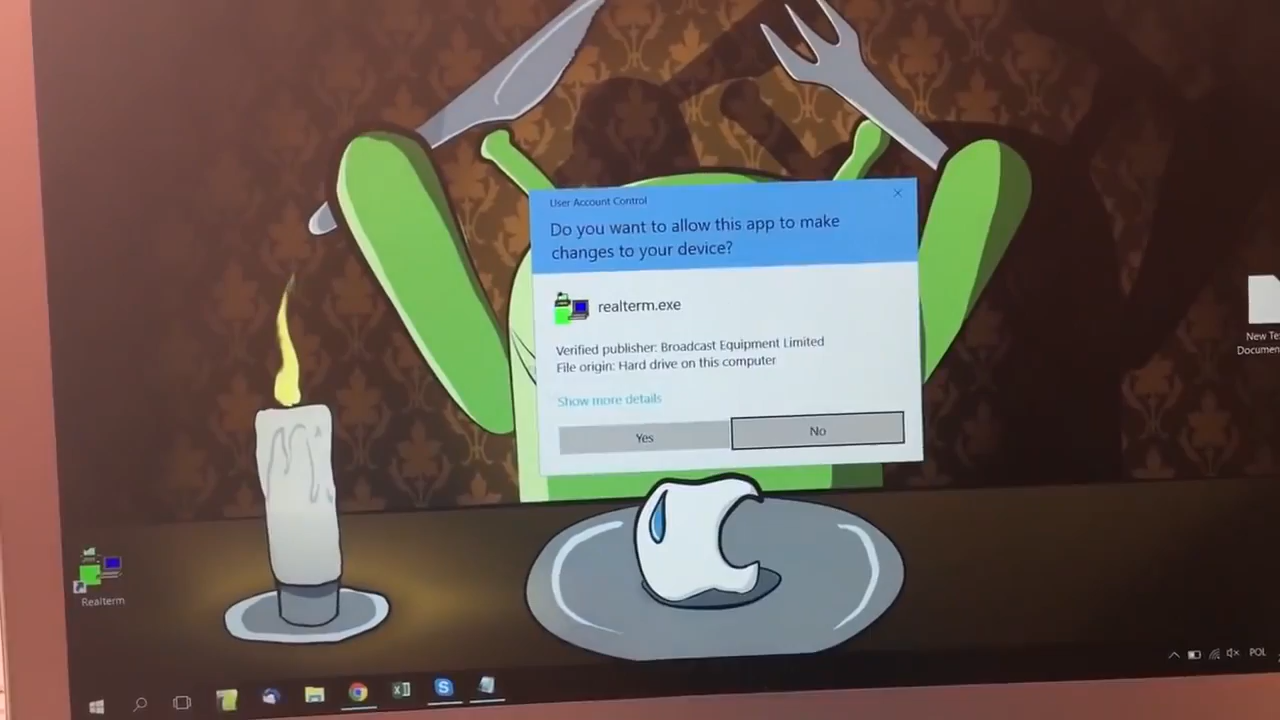 User Account Control
Do you want to allow this app to make
changes to your device?
realterm.exe
Verified publisher: Broadcast Equipment Limited
File origin: Hard drive on this computer
Show more details
Yes
No
New Te
Documen
Realterm
POL